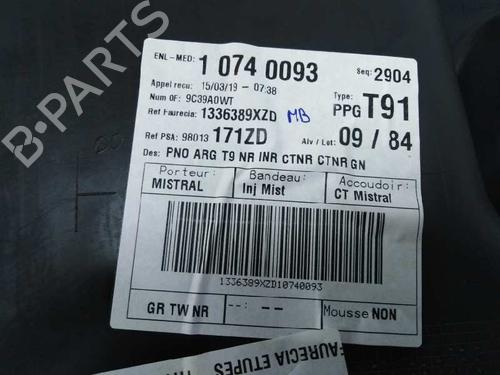 B-PARTS
ENL-MED: 1 0740093 Seq: 2904
Appel recu: 15/03/19 - 07:38
Num OF: 9C39A0WT Type: PPG T91
Ref Faurecia: 1336389XZD MB
Ref PSA: 98013 171ZD Alv / Lot: 09 / 84
Des: PNO ARG T9 NR INR CTNR CTNR GN
Porteur: MISTRAL
Bandeau: Inj Mist
Accoudoir: CT Mistral
1336389XZD10740093
GR TW NR --:-- Mousse NON
FAURECIA ETUPES